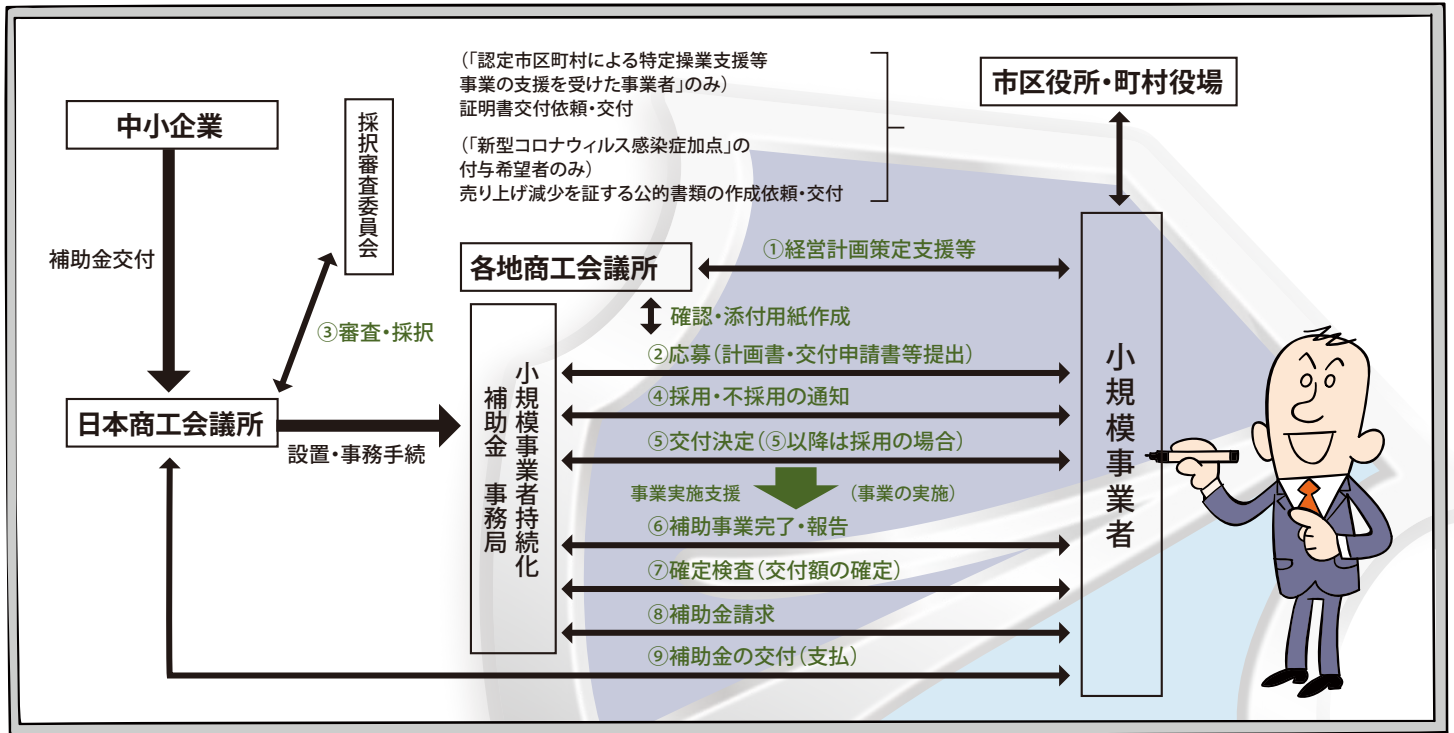 (「認定市区町村による特定操業支援等
事業の支援を受けた事業者」のみ)
証明書交付依頼・交付
(「新型コロナウィルス感染症加点」の
付与希望者のみ)
売り上げ減少を証する公的書類の作成依頼・交付
市区役所・町村役場
中小企業
採択審査委員会
補助金交付
各地商工会議所
①経営計画策定支援等
確認・添付用紙作成
③審査・採択
②応募(計画書・交付申請書等提出)
④採用・不採用の通知
日本商工会議所
設置・事務手続
小規模事業者持続化
補助金 事務局
⑤交付決定(⑤以降は採用の場合)
事業実施支援
(事業の実施)
⑥補助事業完了・報告
⑦確定検査(交付額の確定)
⑧補助金請求
⑨補助金の交付(支払)
小規模事業者